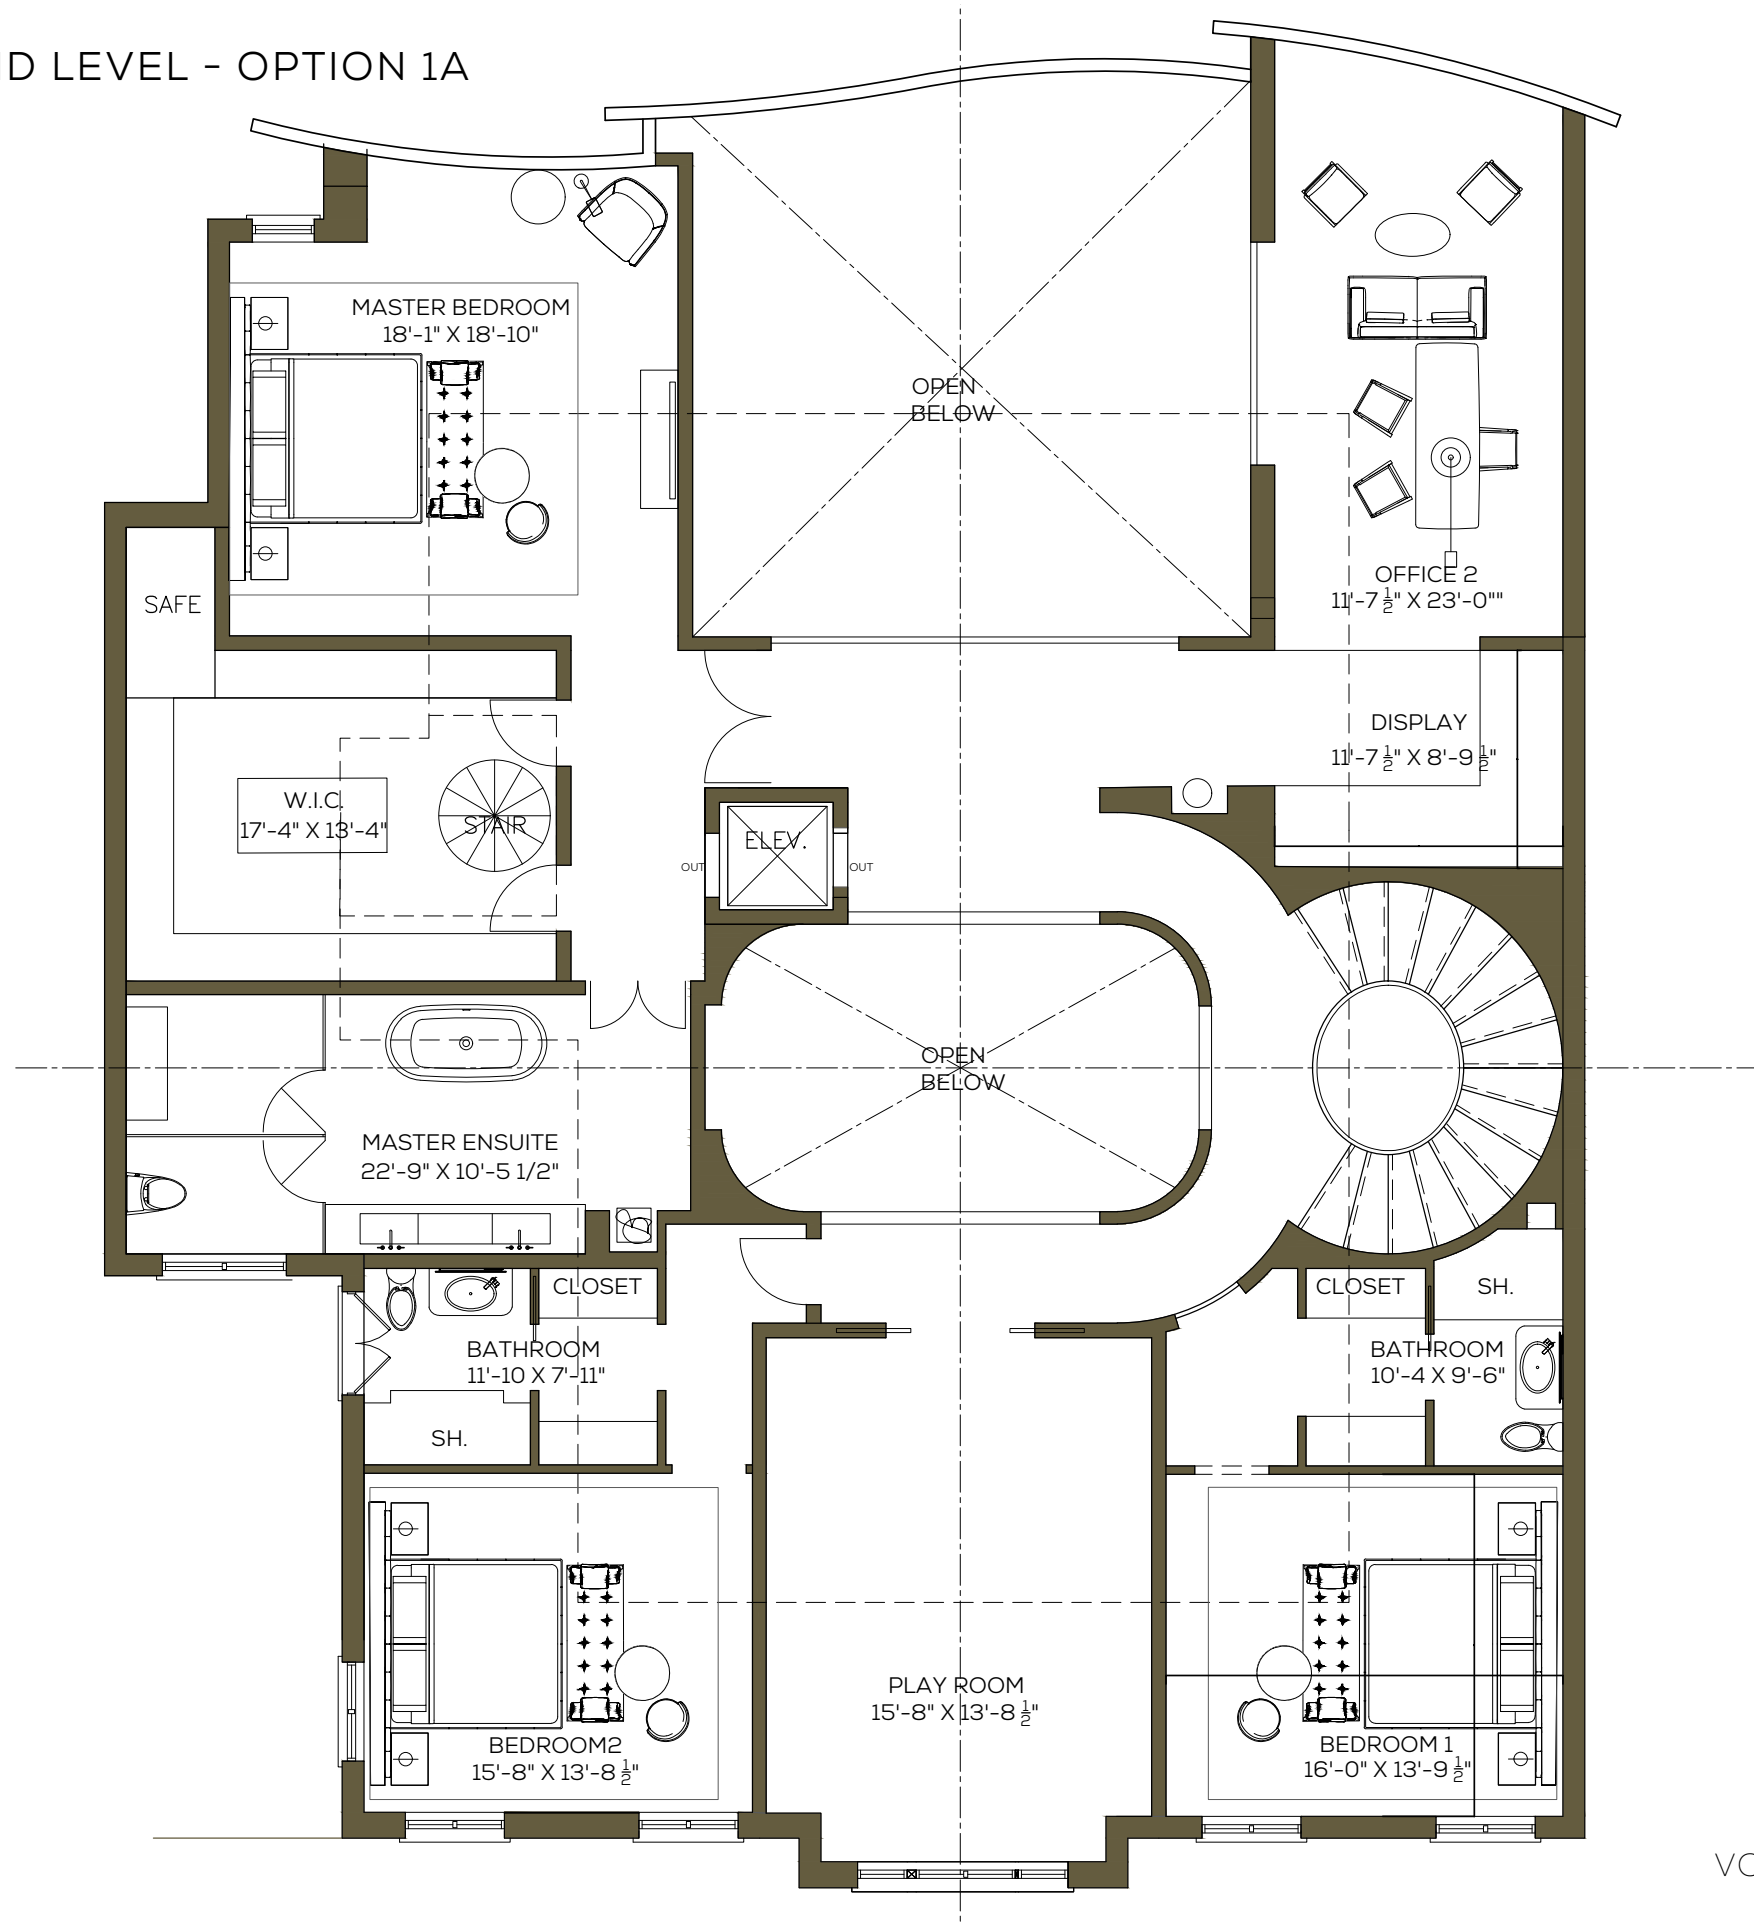 D LEVEL - OPTION 1A
MASTER BEDROOM
18'-1" X 18'-10"
OPEN
BELOW
OFFICE 2
11'-7 1/2" X 23'-0""
SAFE
DISPLAY
11'-7 1/2" X 8'-9 1/2"
W.I.C.
17'-4" X 13'-4"
STAIR
ELEV.
OUT
OUT
OPEN
BELOW
MASTER ENSUITE
22'-9" X 10'-5 1/2"
CLOSET
BATHROOM
11'-10 X 7'-11"
SH.
CLOSET
SH.
BATHROOM
10'-4 X 9'-6"
PLAY ROOM
15'-8" X 13'-8 1/2"
BEDROOM2
15'-8" X 13'-8 1/2"
BEDROOM 1
16'-0" X 13'-9 1/2"